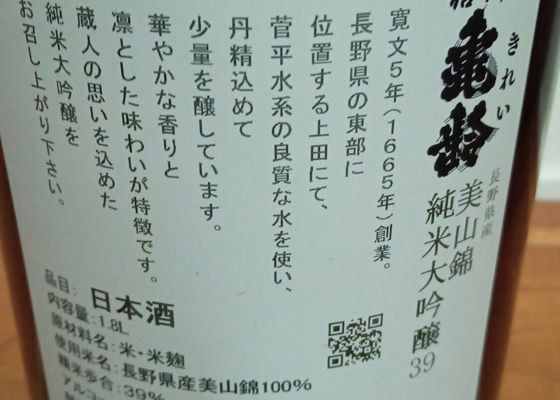 亀齢
きれい
長野県産
美山錦
純米大吟醸39
寛文5年(1665年)創業。
長野県の東部に
位置する上田にて、
菅平水系の良質な水を使い、
丹精込めて
少量を醸しています。
華やかな香りと
凛とした味わいが特徴です。
蔵人の思いを込めた
純米大吟醸を
お召し上がり下さい。
品目:日本酒
内容量:1.8L
原材料名:米・米麹
使用米名:長野県産美山錦100%
精米歩合:39%
アルコー